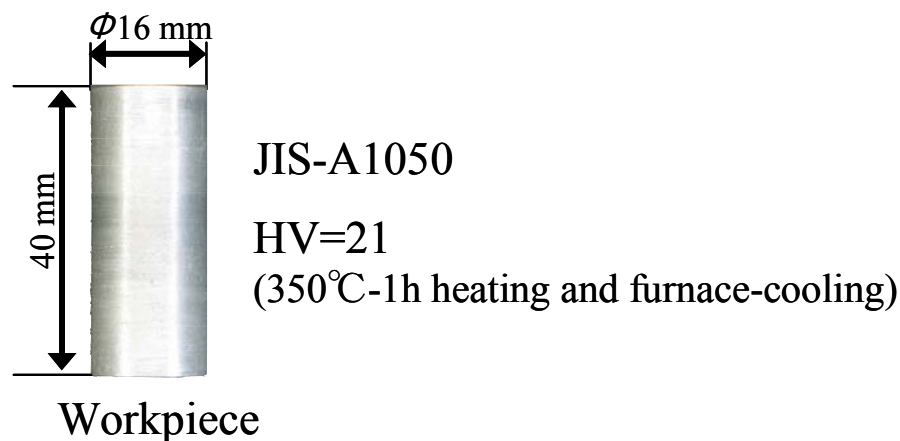 Φ16 mm
40 mm
JIS-A1050
HV=21
(350℃-1h heating and furnace-cooling)
Workpiece